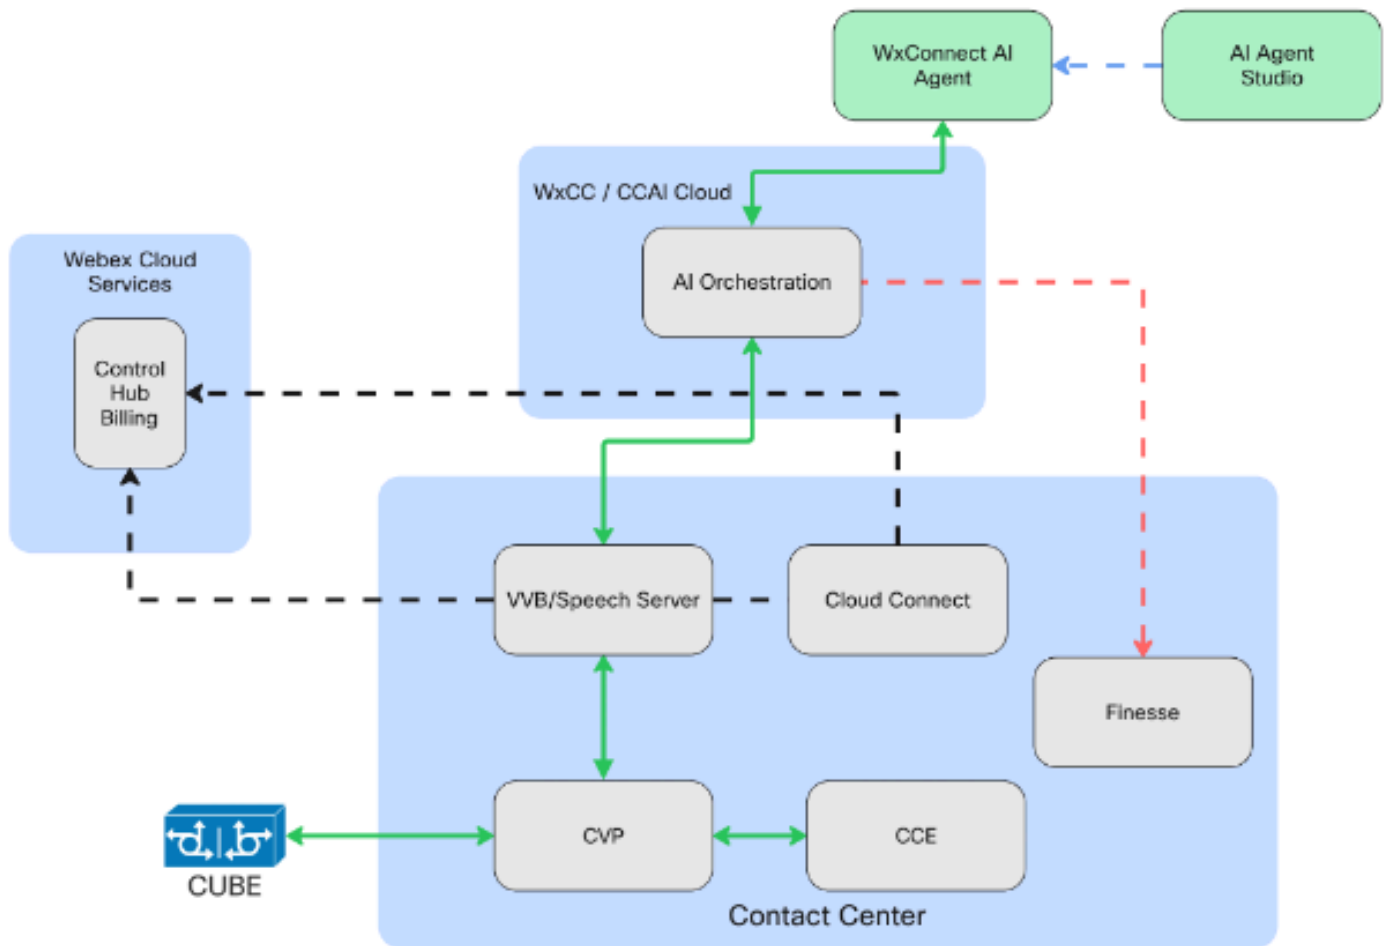 WxConnect AI
Agent
AI Agent
Studio
WxCC / CCAI Cloud
AI Orchestration
Webex Cloud
Services
Control
Hub
Billing
VVB/Speech Server
Cloud Connect
Finesse
CVP
CCE
CUBE
Contact Center